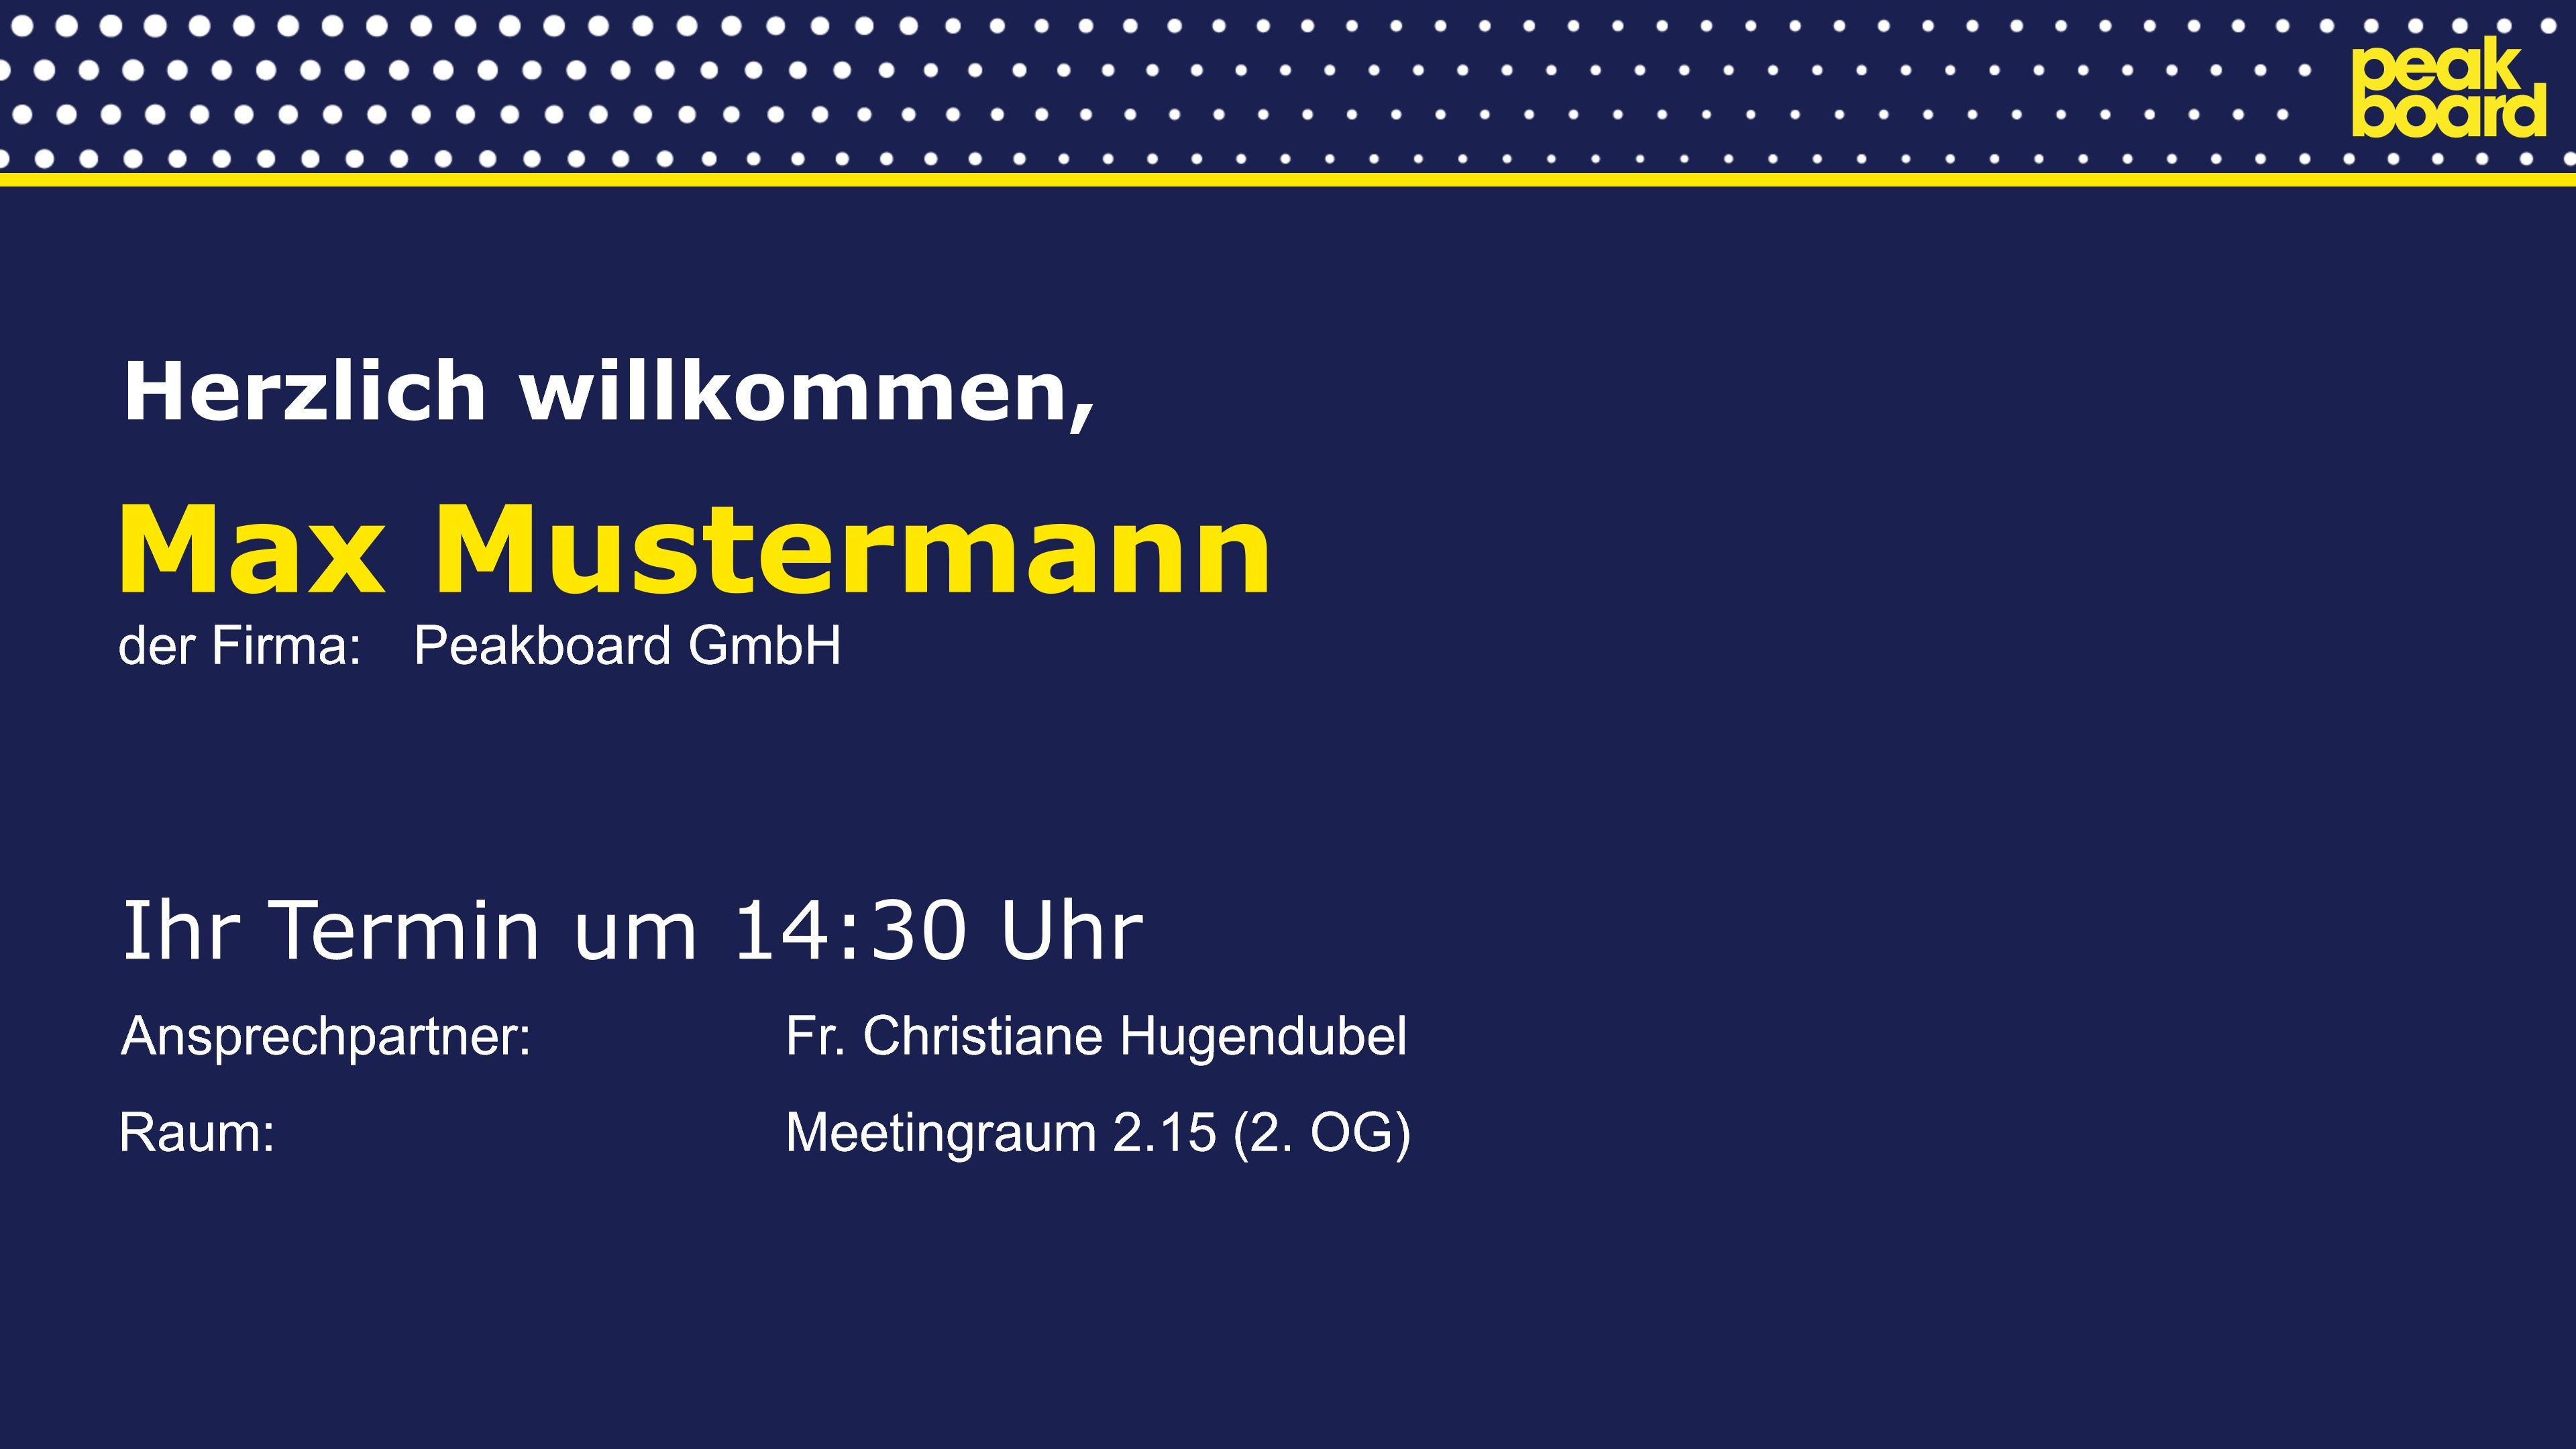 peak
board
Herzlich willkommen,
Max Mustermann
der Firma: Peakboard GmbH
Ihr Termin um 14:30 Uhr
Ansprechpartner: Fr. Christiane Hugendubel
Raum: Meetingraum 2.15 (2. OG)